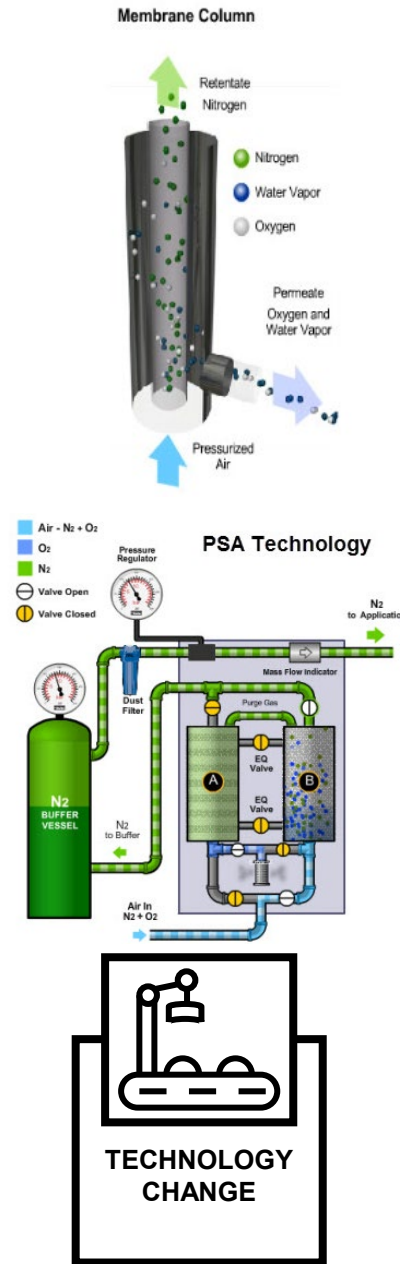 Membrane Column
Retentate
Nitrogen
Nitrogen
Water Vapor
Oxygen
Permeate
Oxygen and
Water Vapor
Pressurized
Air
Air - N2 + O2
O2
N2
Valve Open
Valve Closed
Pressure
Regulator
PSA Technology
N2
to Applicatio
Mass Flow Indicator
Dust
Filter
Purge Gas
EQ
Valve
A
B
EQ
Valve
N2
BUFFER
VESSEL
N2
to Buffer
Air In
N2 + O2
TECHNOLOGY
CHANGE